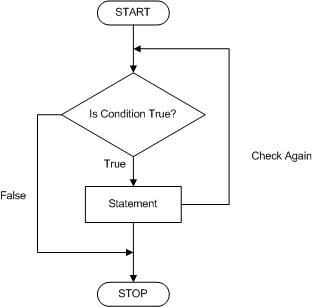 START
Is Condition True?
True
Check Again
False
Statement
STOP